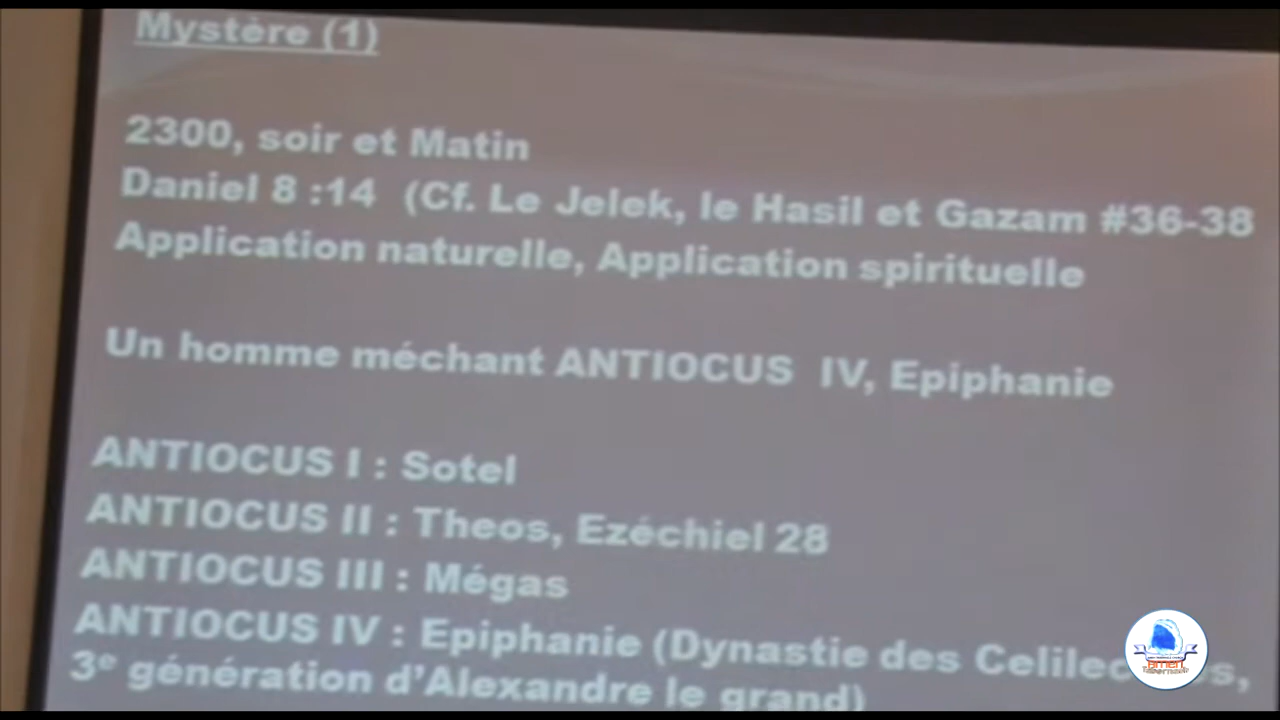 Mystère (1)
2300, soir et Matin
Daniel 8 :14 (Cf. Le Jelek, le Hasil et Gazam #36-38
Application naturelle, Application spirituelle
Un homme méchant ANTIOCUS IV, Epiphanie
ANTIOCUS I : Sotel
ANTIOCUS II : Theos, Ezéchiel 28
ANTIOCUS III : Mégas
ANTIOCUS IV : Epiphanie (Dynastie des
3e génération d’Alexandre le grand)